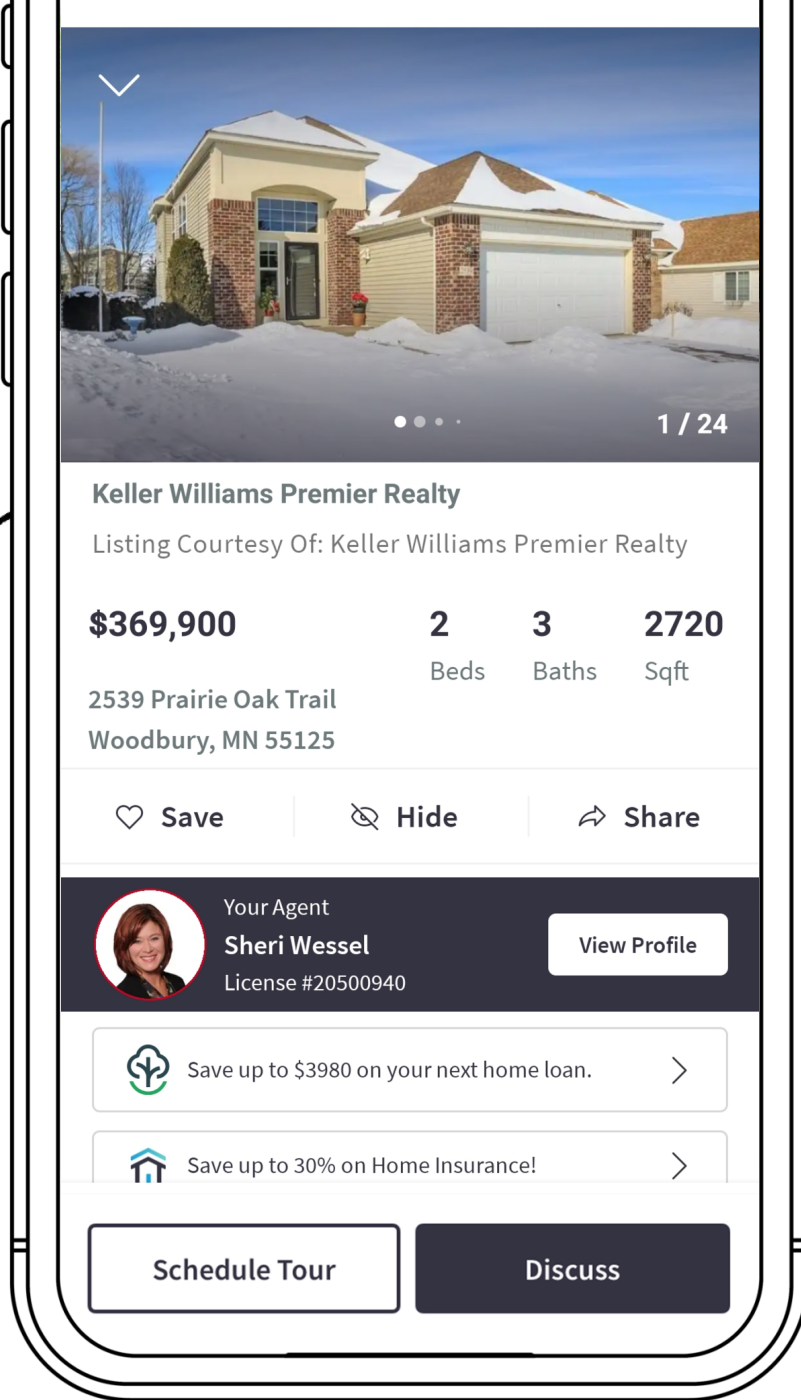 1 / 24
Keller Williams Premier Realty
Listing Courtesy Of: Keller Williams Premier Realty
$369,900
2 3 2720
Beds Baths Sqft
2539 Prairie Oak Trail
Woodbury, MN 55125
Save Hide Share
Your Agent
Sheri Wessel
License #20500940
View Profile
Save up to $3980 on your next home loan.
Save up to 30% on Home Insurance!
Schedule Tour Discuss